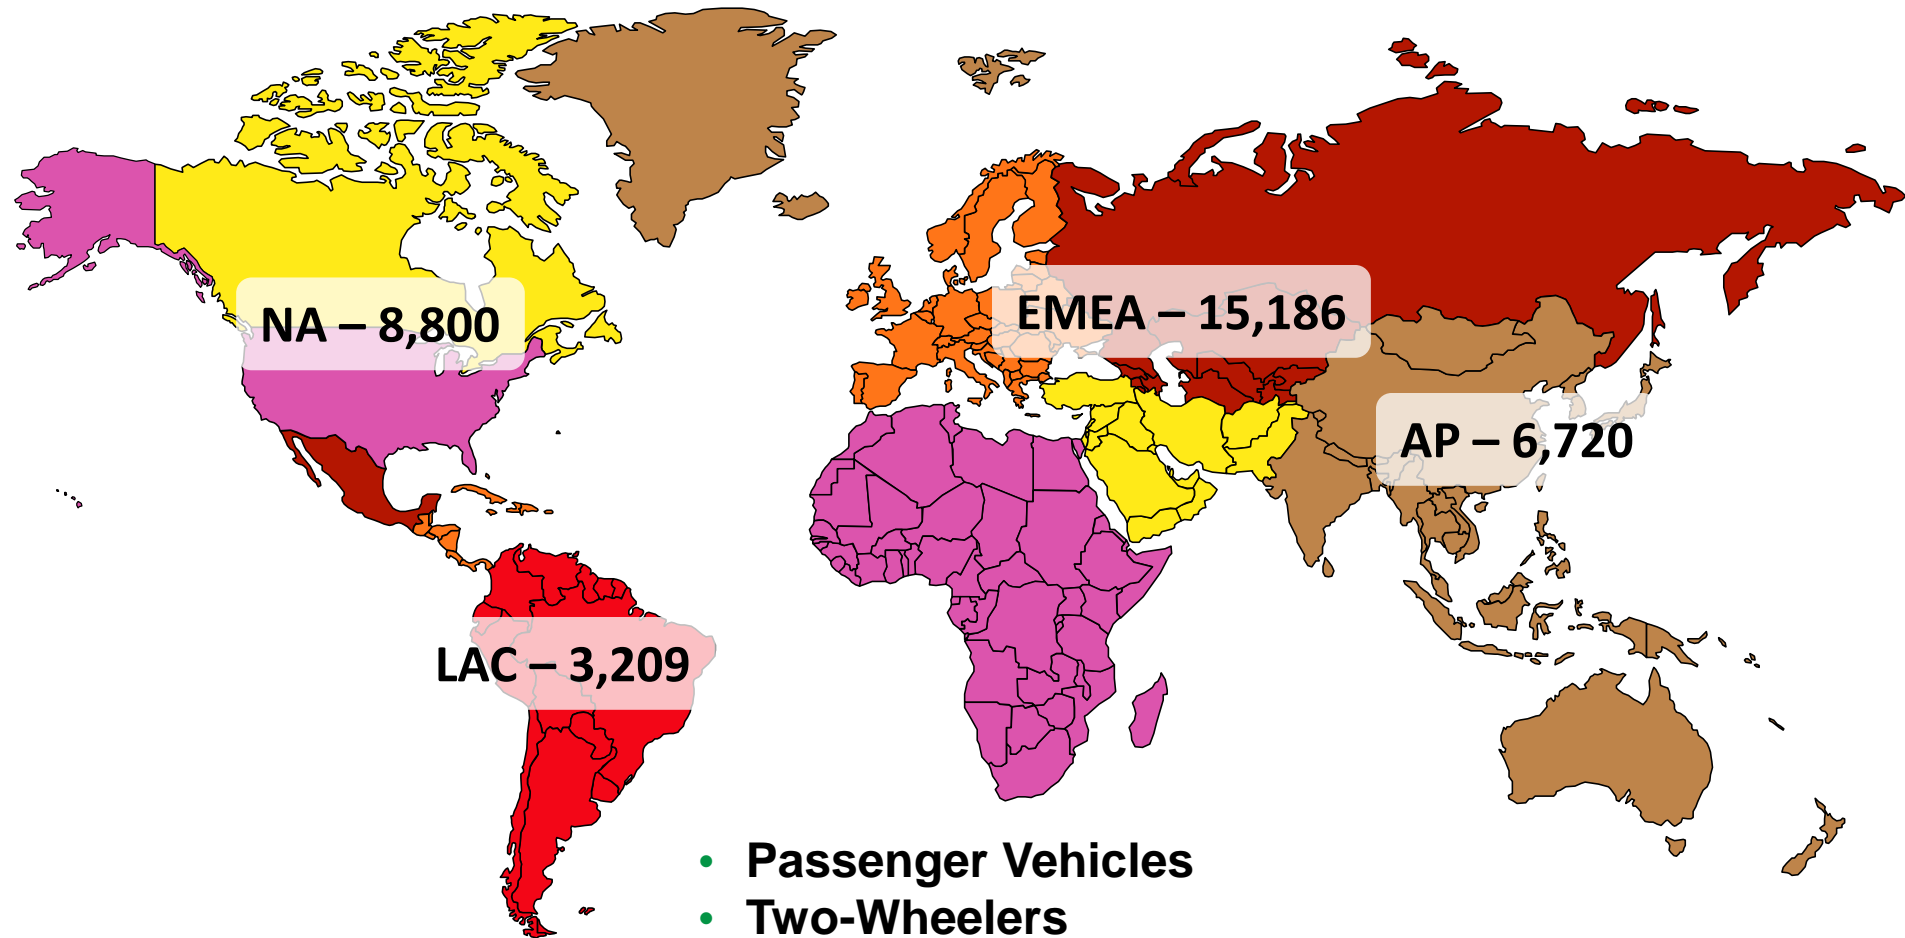 NA – 8,800
EMEA – 15,186
AP – 6,720
LAC – 3,209
• Passenger Vehicles
• Two-Wheelers